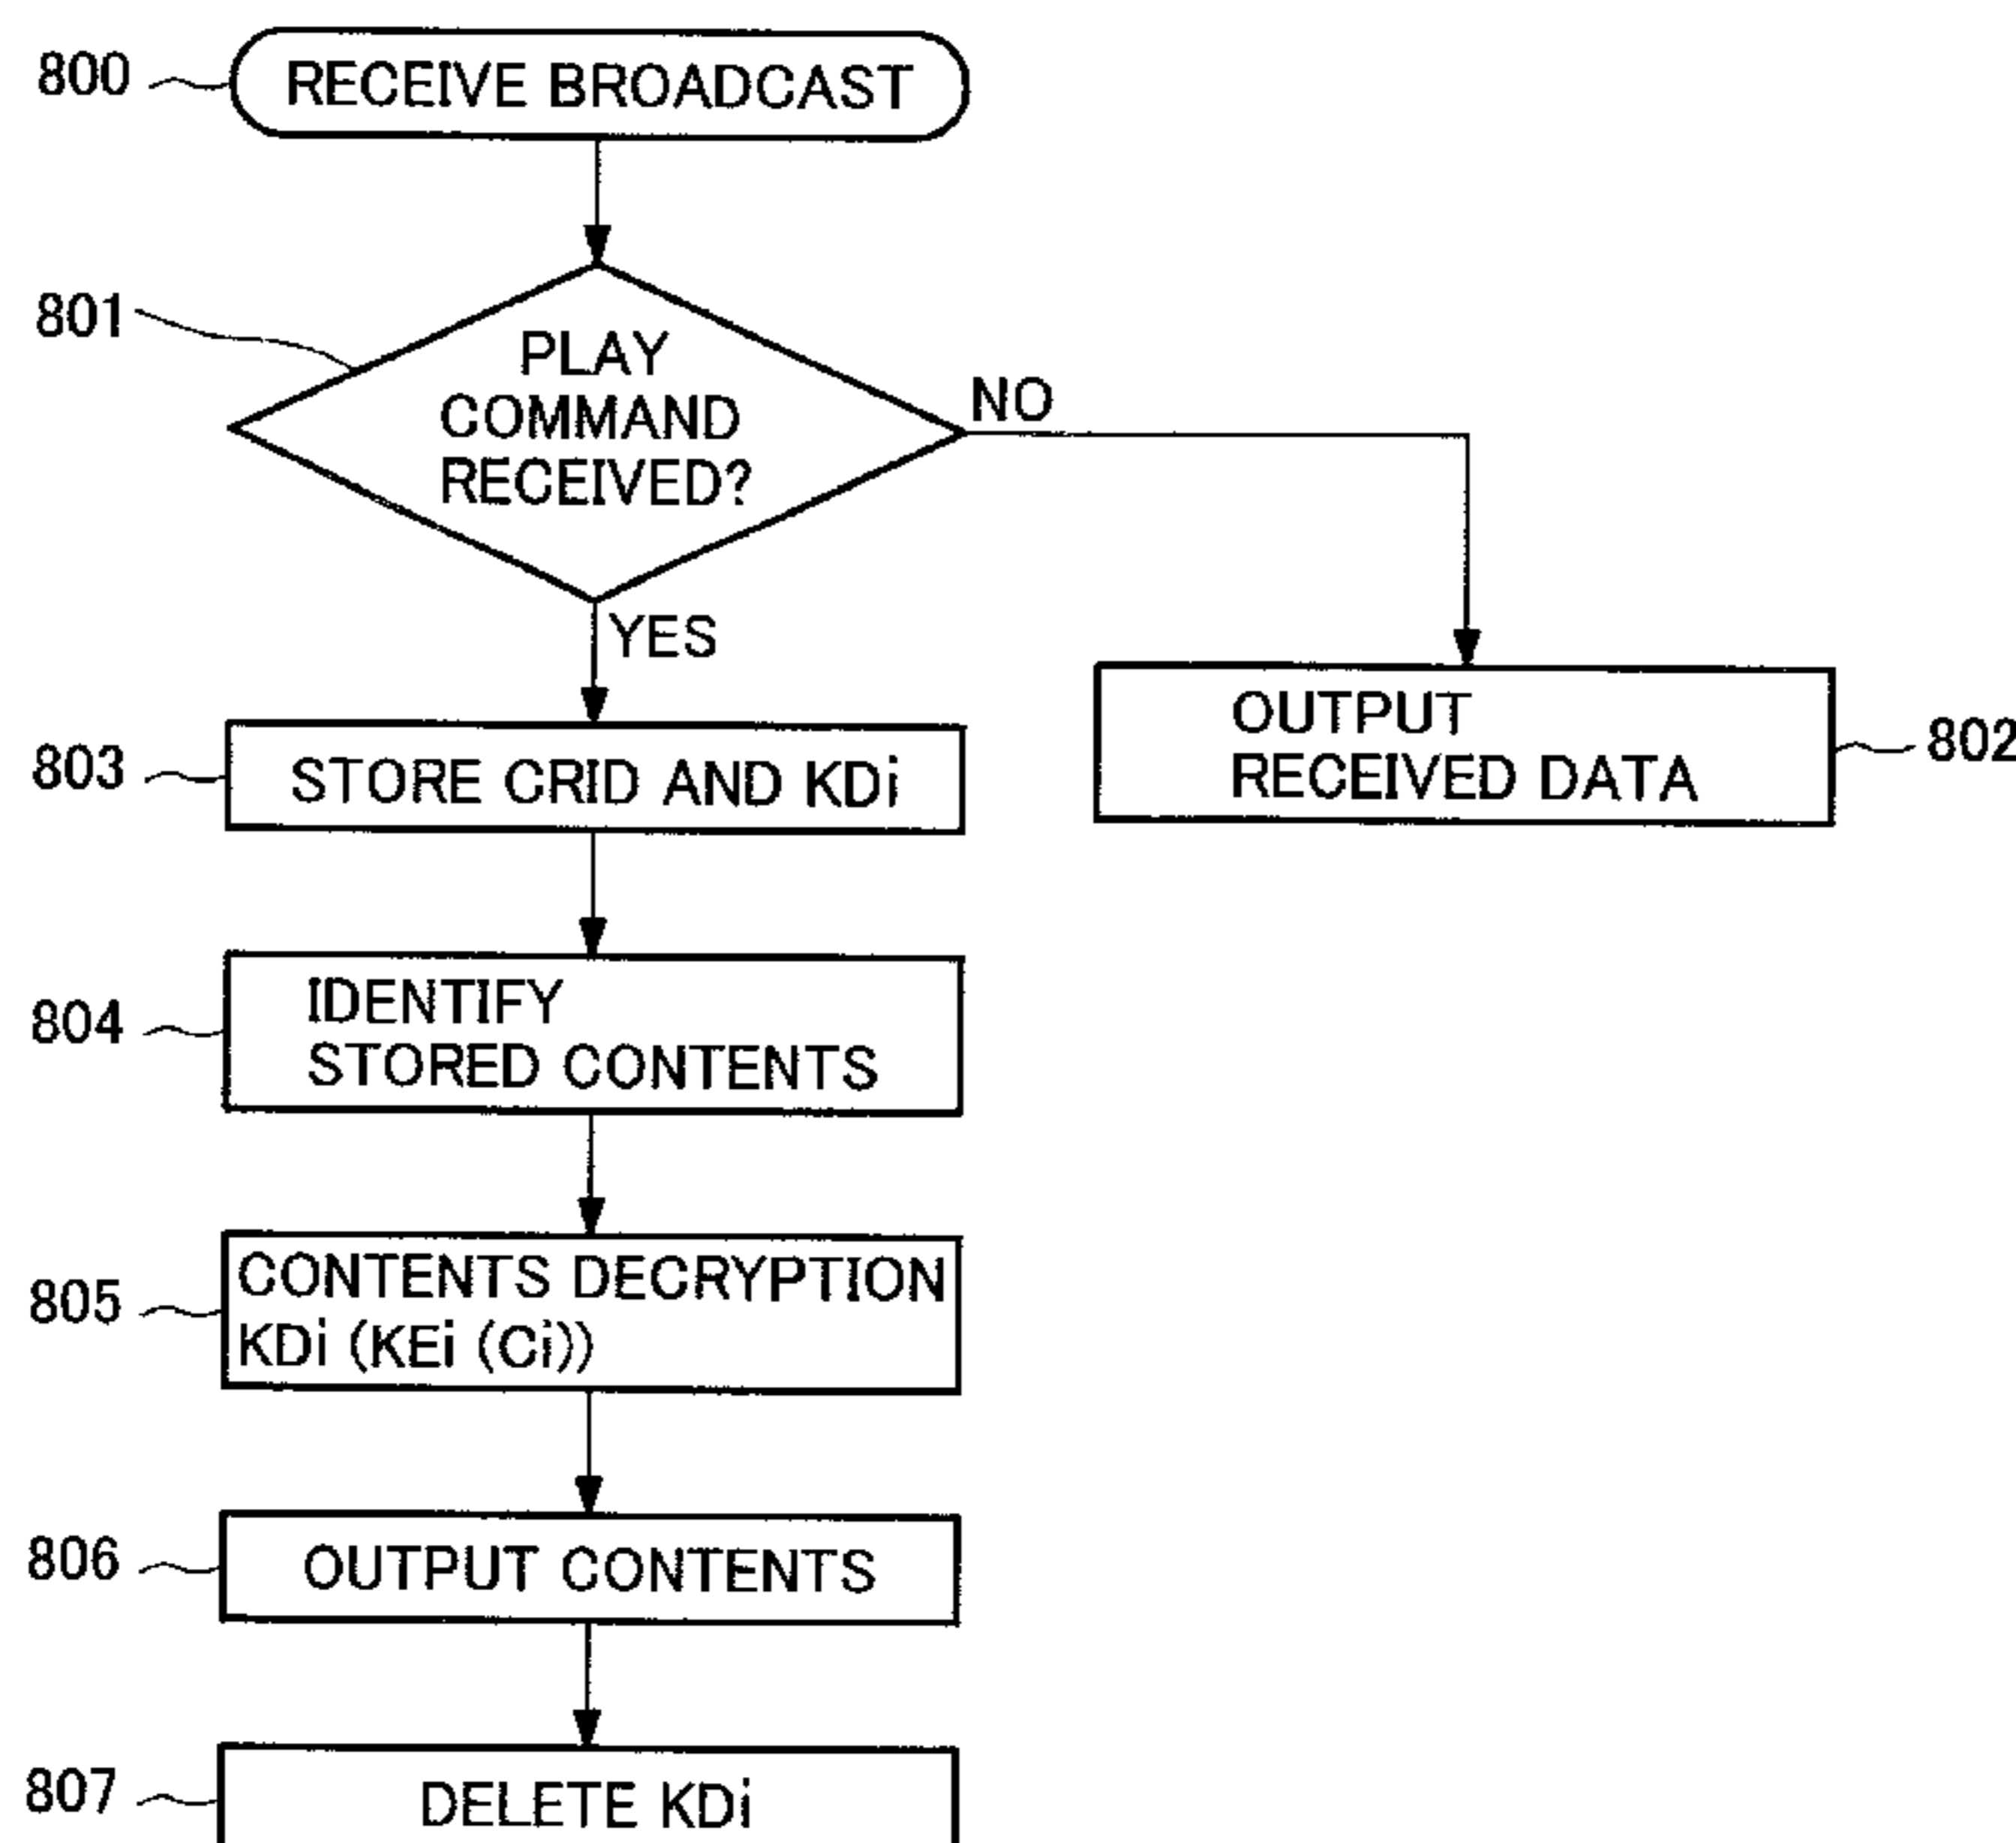 800
RECEIVE BROADCAST
801
PLAY
COMMAND
RECEIVED?
NO
YES
803
STORE CRID AND KDi
OUTPUT
RECEIVED DATA
802
804
IDENTIFY
STORED CONTENTS
805
CONTENTS DECRYPTION
KDi (KEi (Ci))
806
OUTPUT CONTENTS
807
DELETE KDi